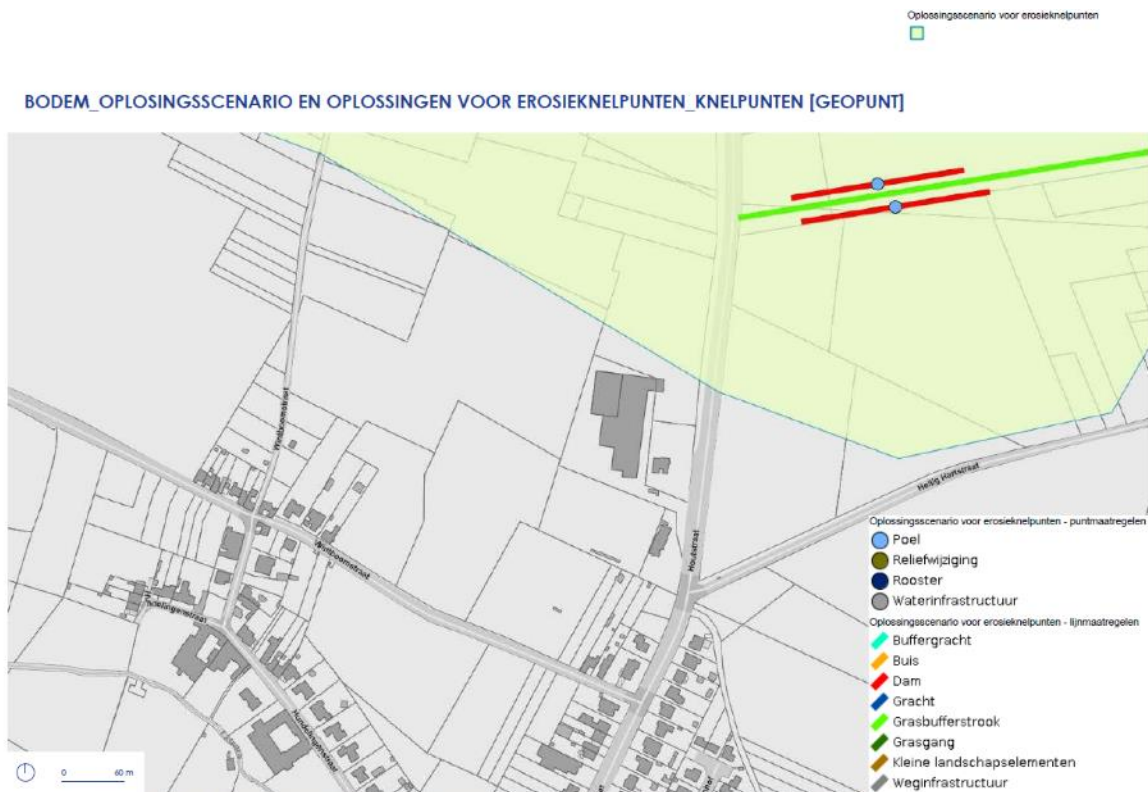 Oplossingsscenario voor erosieknelpunten
BODEM_OPLOSINGSSCENARIO EN OPLOSSINGEN VOOR EROSIEKNELPUNTEN_KNELPUNTEN [GEOPUNT]
Houtstraat
Heilig Hartstraat
Oplossingsscenario voor erosieknelpunten - puntmaatregelen
Poel
Reliefwijziging
Rooster
Waterinfrastructuur
Oplossingsscenario voor erosieknelpunten - lijnmaatregelen
Buffergracht
Buis
Dam
Gracht
Grasbufferstrook
Grasgang
Kleine landschapselementen
Weginfrastructuur
0 60 m